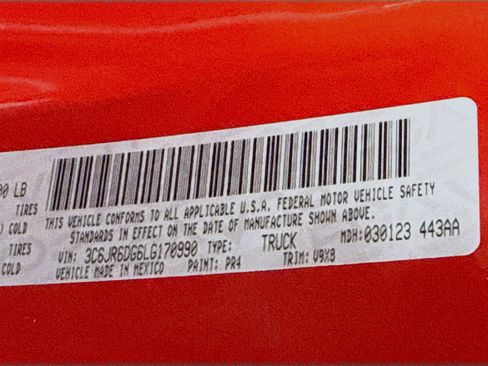 00 LB
TIRES
COLD
TIRES
COLD
THIS VEHICLE CONFORMS TO ALL APPLICABLE U.S.A. FEDERAL MOTOR VEHICLE SAFETY
STANDARDS IN EFFECT ON THE DATE OF MANUFACTURE SHOWN ABOVE.
VIN: 3C6JR6DG6LG170990 TYPE: TRUCK MDH:030123 443AA
VEHICLE MADE IN MEXICO PAINT: PR4 TRIM: V9X8